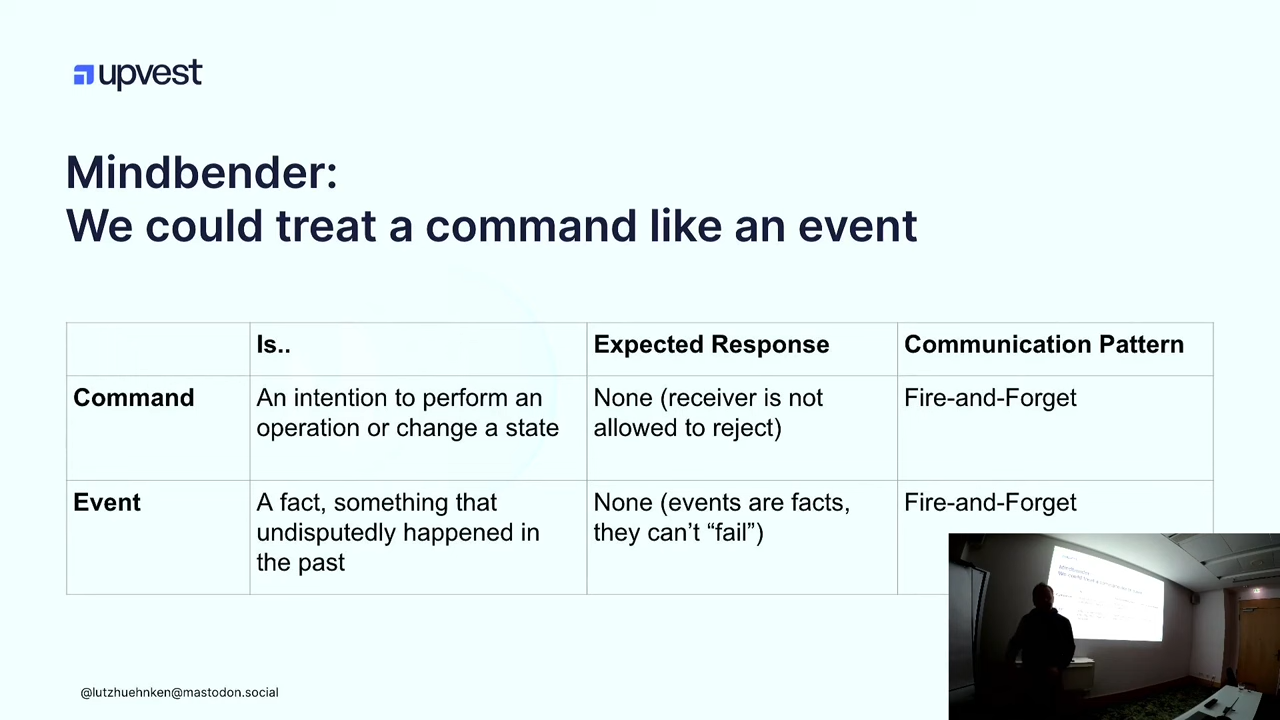 upvest
Mindbender:
We could treat a command like an event
Is..
Expected Response
Communication Pattern
Command
An intention to perform an
operation or change a state
None (receiver is not
allowed to reject)
Fire-and-Forget
Event
A fact, something that
undisputedly happened in
the past
None (events are facts,
they can’t “fail”)
Fire-and-Forget
@lutzhuehnken@mastodon.social